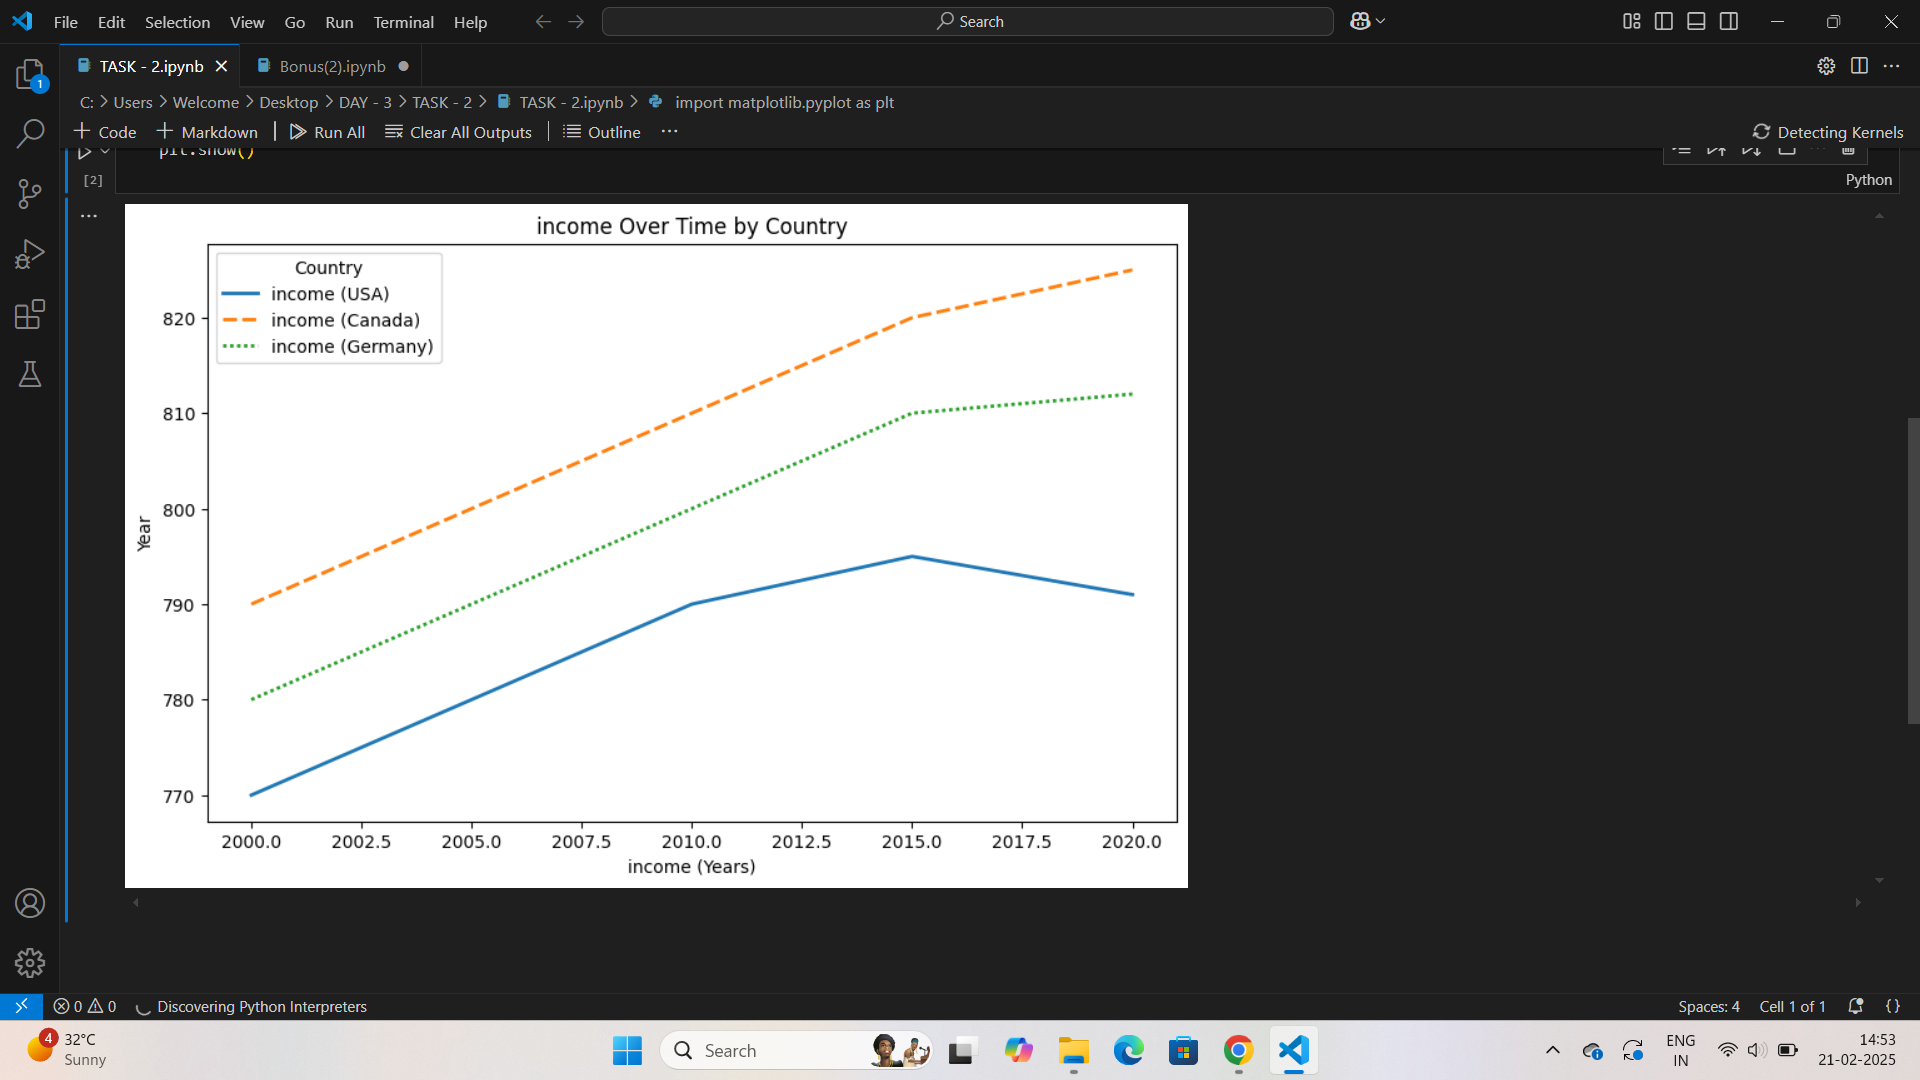 File Edit Selection View Go Run Terminal Help Search
1 TASK - 2.ipynb Bonus(2).ipynb
C: > Users > Welcome > Desktop > DAY - 3 > TASK - 2 > TASK - 2.ipynb > import matplotlib.pyplot as plt
+ Code + Markdown | Run All Clear All Outputs | Outline ... Detecting Kernels
plt.show()
[2] Python
...
income Over Time by Country
Country
income (USA)
income (Canada)
income (Germany)
820
810
800
790
780
770
Year
2000.0 2002.5 2005.0 2007.5 2010.0 2012.5 2015.0 2017.5 2020.0
income (Years)
0 0 Discovering Python Interpreters Spaces: 4 Cell 1 of 1 {}
4 32°C
Sunny
Search
ENG
IN
14:53
21-02-2025